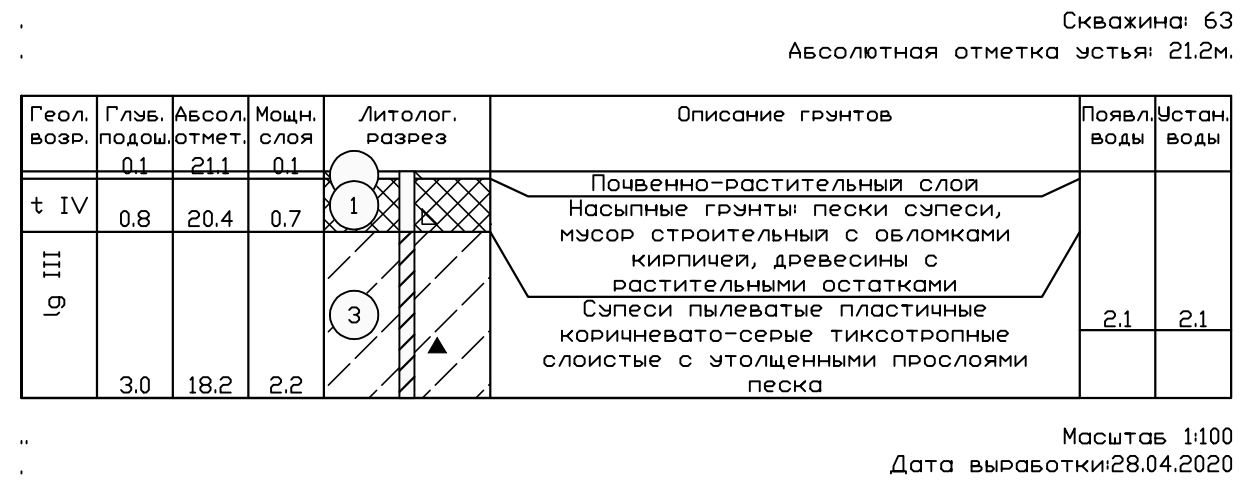 Скважина: 63
Абсолютная отметка устья: 21.2м.
Геол. возр. Глуб. подош. Абсол. отмет. Мощн. слоя Литолог. разрез Описание грунтов Появл. воды Устан. воды
0.1 21.1 0.1
Почвенно-растительный слой
t IV 0.8 20.4 0.7 1
Насыпные грунты: пески супеси,
мусор строительный с обломками
кирпичей, древесины с
растительными остатками
lg III 3.0 18.2 2.2 3
Супеси пылеватые пластичные
коричневато-серые тиксотропные
слоистые с утолщенными прослоями
песка
2.1 2.1
Масштаб 1:100
Дата выработки:28.04.2020